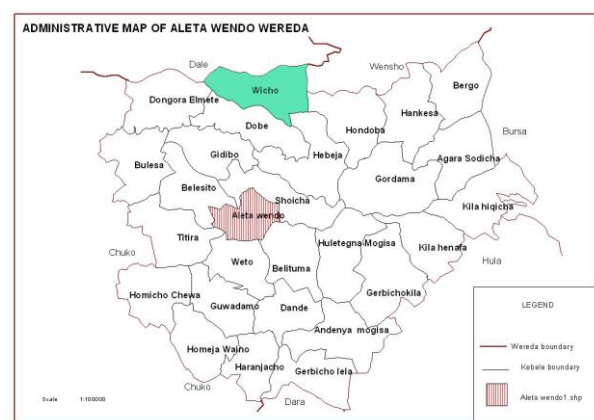 ADMINISTRATIVE MAP OF ALETA WENDO WEREDA
Dale
Wensho
Wicho
Bergo
Dongora Elmete
Hankesa
Dobe
Hondoba
Bursa
Gidibo
Hebeja
Agara Sodicha
Bulesa
Gordama
Belesito
Shoicha
Kila hiqicha
Aleta wendo
Titira
Huletegna Mogisa
Kila henafa
Chuko
Weto
Belituma
Hula
Homicho Chewa
Gerbichokila
Guwadamo
Dande
LEGEND
Andenya mogisa
Homeja Wajno
Wereda boundary
Haranjacho
Gerbicho lela
Kebele boundary
Chuko
Scale 1:100000
Dara
Aleta wendo1.shp